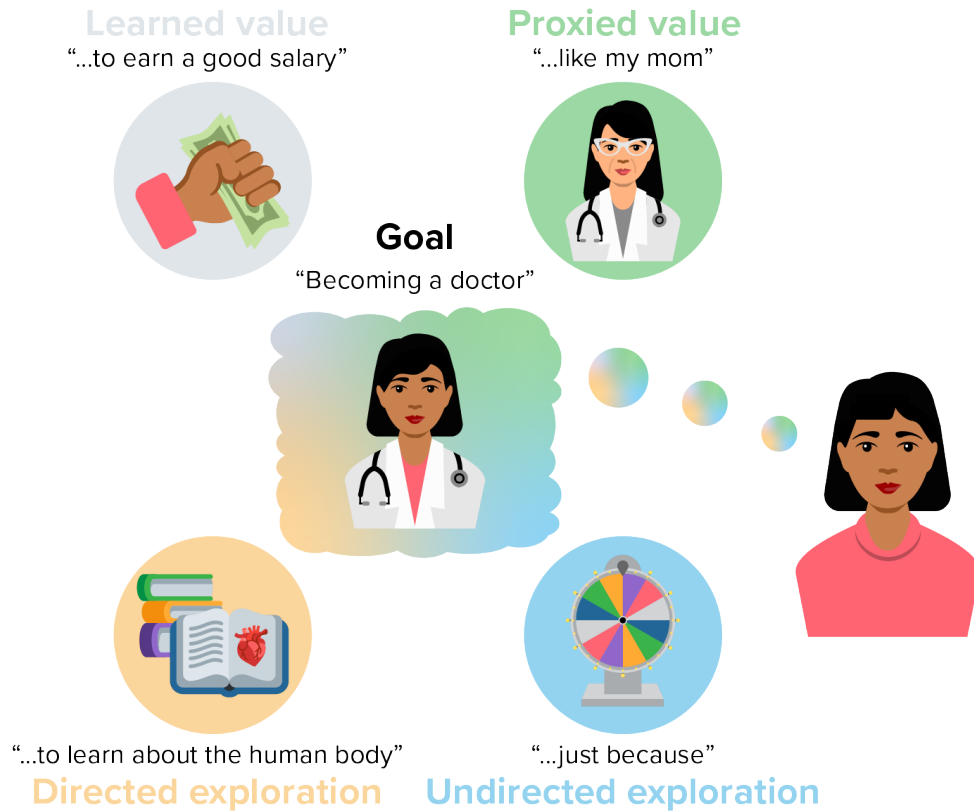 Learned value
“...to earn a good salary”
Proxied value
“...like my mom”
Goal
“Becoming a doctor”
“...to learn about the human body”
Directed exploration
“...just because”
Undirected exploration